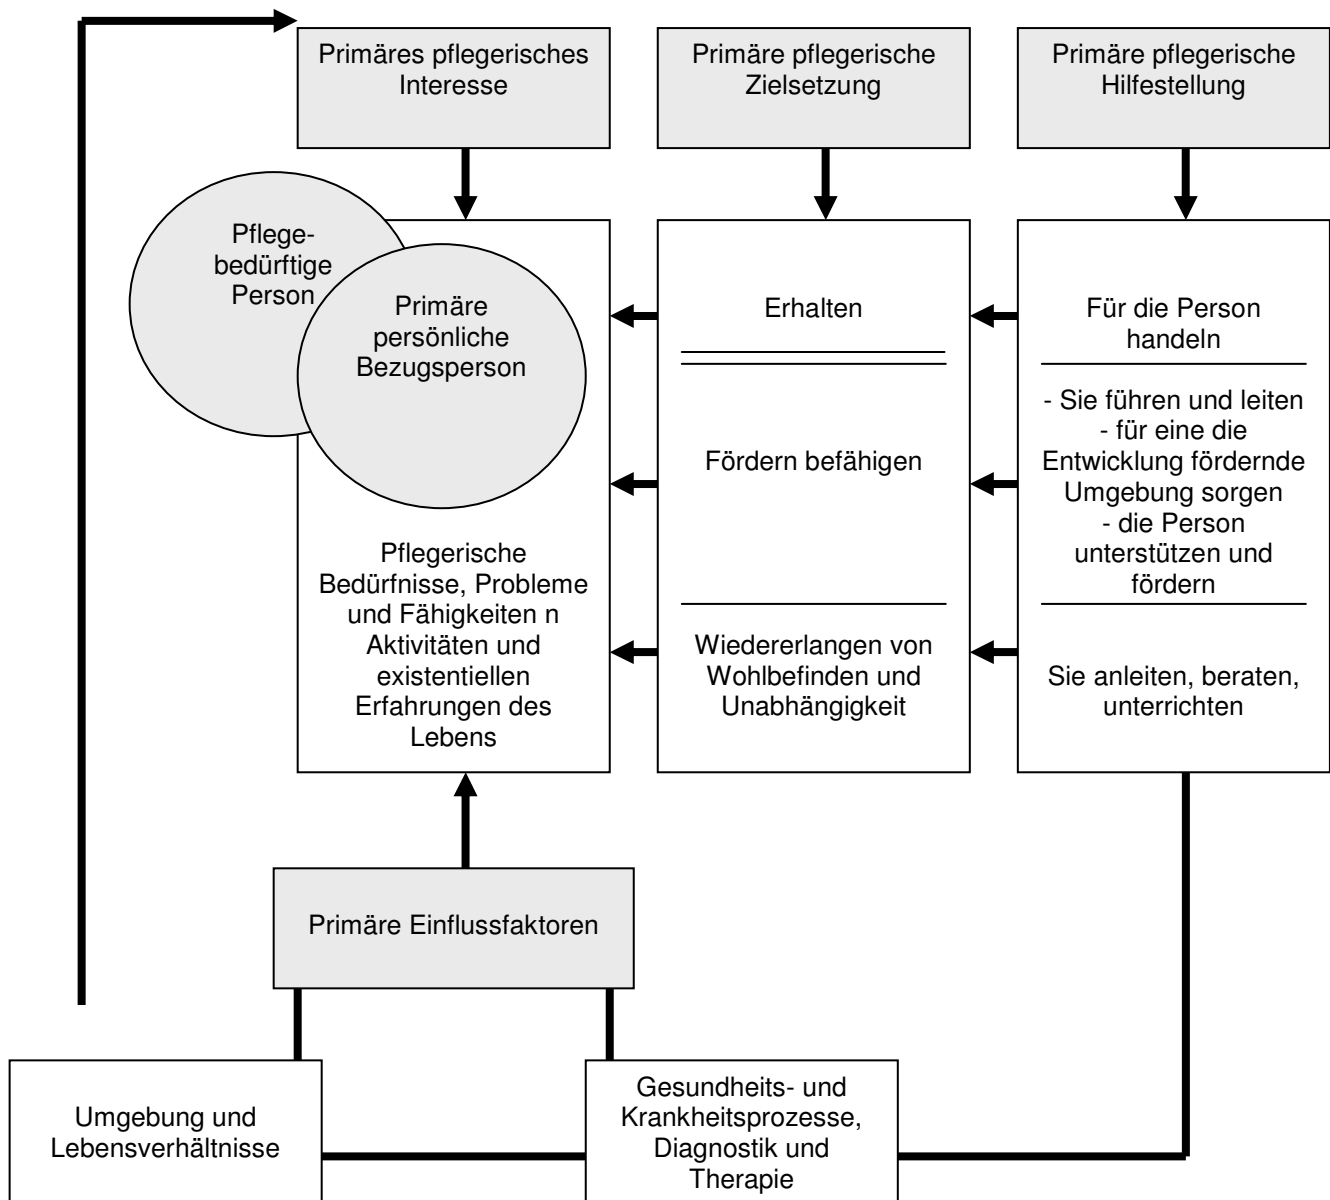 Primäres pflegerisches
Interesse
Primäre pflegerische
Zielsetzung
Primäre pflegerische
Hilfestellung
Pflege-
bedürftige
Person
Primäre
persönliche
Bezugsperson
Pflegerische
Bedürfnisse, Probleme
und Fähigkeiten n
Aktivitäten und
existentiellen
Erfahrungen des
Lebens
Erhalten
Fördern befähigen
Wiedererlangen von
Wohlbefinden und
Unabhängigkeit
Für die Person
handeln
- Sie führen und leiten
- für eine die
Entwicklung fördernde
Umgebung sorgen
- die Person
unterstützen und
fördern
Sie anleiten, beraten,
unterrichten
Primäre Einflussfaktoren
Umgebung und
Lebensverhältnisse
Gesundheits- und
Krankheitsprozesse,
Diagnostik und
Therapie